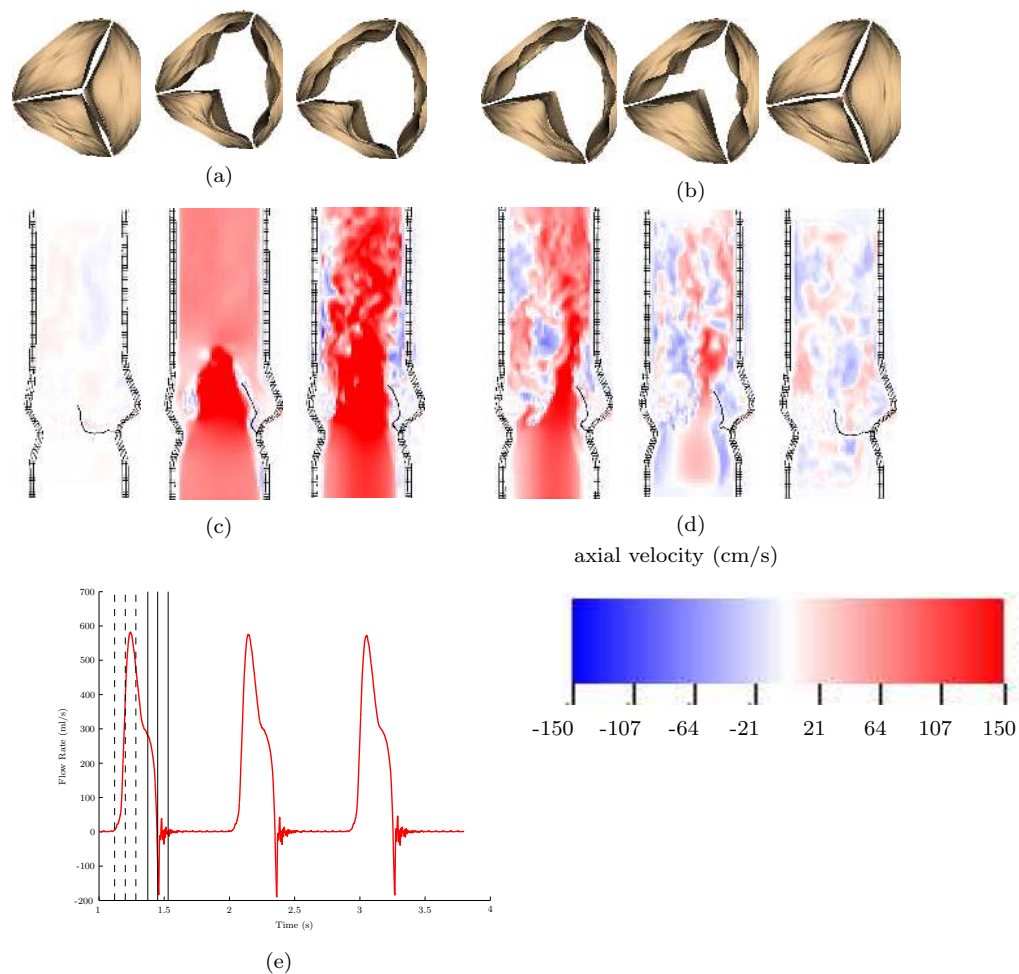 (a)
(b)
(c)
(d)
axial velocity (cm/s)
-150 -107 -64 -21 21 64 107 150
700
600
500
400
300
200
100
0
-100
-200
Flow Rate (ml/s)
1 1.5 2 2.5 3 3.5 4
Time (s)
(e)